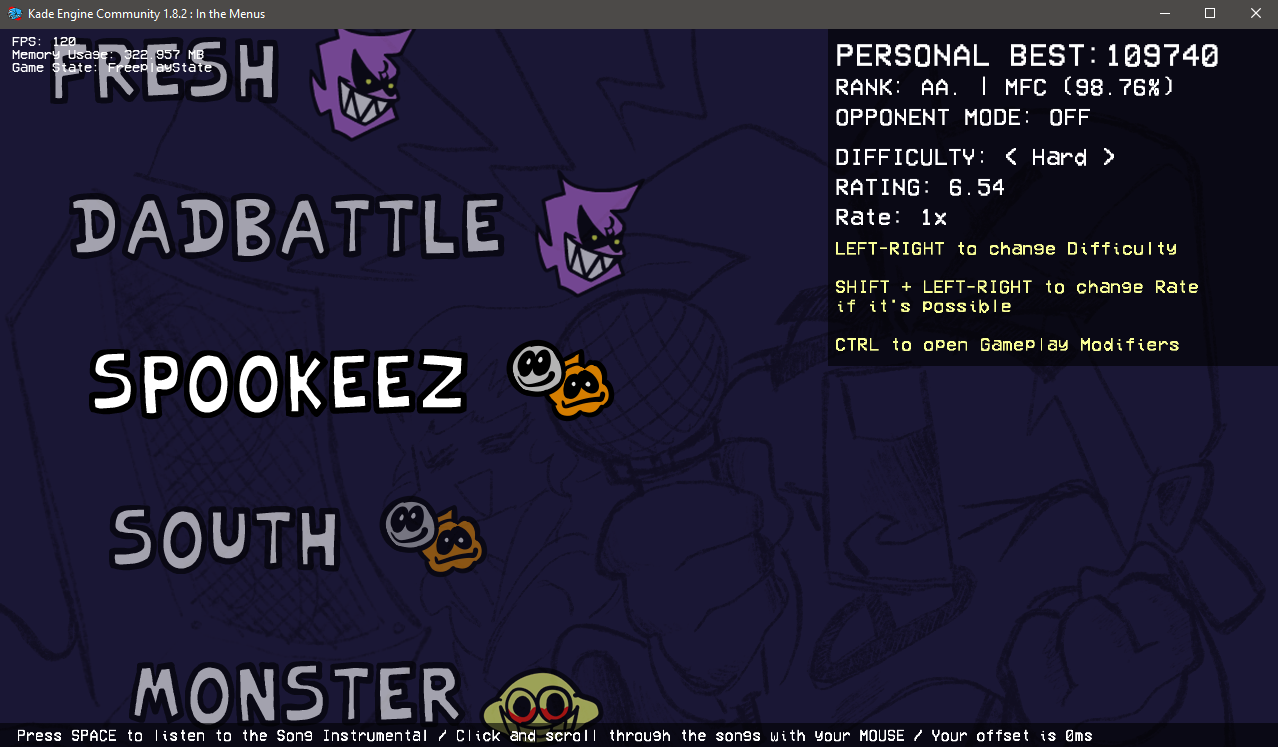 Kade Engine Community 1.8.2 : In the Menus
FPS: 120
Memory Usage: 322.957 MB
Game State: FreeplayState
FRESH
DADBATTLE
SPOOKEEZ
SOUTH
MONSTER
PERSONAL BEST:109740
RANK: AA. | MFC (98.76%)
OPPONENT MODE: OFF
DIFFICULTY: < Hard >
RATING: 6.54
Rate: 1x
LEFT-RIGHT to change Difficulty
SHIFT + LEFT-RIGHT to change Rate
if it's possible
CTRL to open Gameplay Modifiers
Press SPACE to listen to the Song Instrumental / Click and scroll through the songs with your MOUSE / Your offset is 0ms